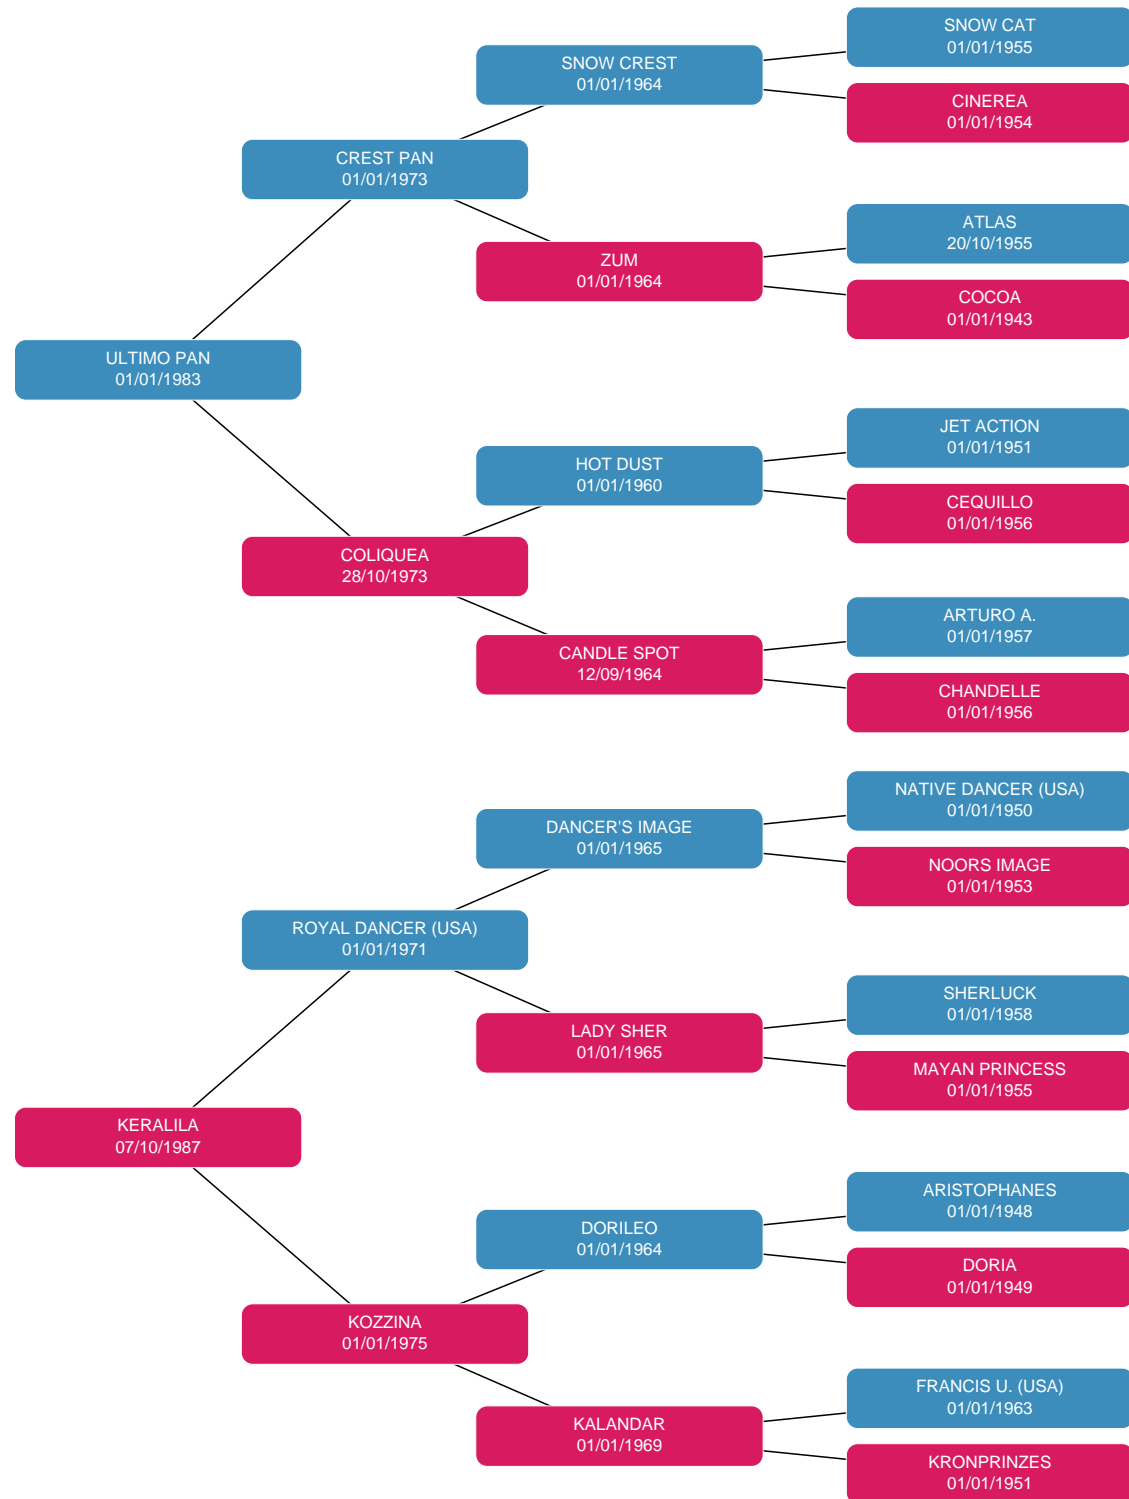 SNOW CAT
01/01/1955
SNOW CREST
01/01/1964
CINEREA
01/01/1954
CREST PAN
01/01/1973
ATLAS
20/10/1955
ZUM
01/01/1964
COCOA
01/01/1943
ULTIMO PAN
01/01/1983
JET ACTION
01/01/1951
HOT DUST
01/01/1960
CEQUILLO
01/01/1956
COLIQUEA
28/10/1973
ARTURO A.
01/01/1957
CANDLE SPOT
12/09/1964
CHANDELLE
01/01/1956
NATIVE DANCER (USA)
01/01/1950
DANCER'S IMAGE
01/01/1965
NOORS IMAGE
01/01/1953
ROYAL DANCER (USA)
01/01/1971
SHERLUCK
01/01/1958
LADY SHER
01/01/1965
MAYAN PRINCESS
01/01/1955
KERALILA
07/10/1987
ARISTOPHANES
01/01/1948
DORILEO
01/01/1964
DORIA
01/01/1949
KOZZINA
01/01/1975
FRANCIS U. (USA)
01/01/1963
KALANDAR
01/01/1969
KRONPRINZES
01/01/1951